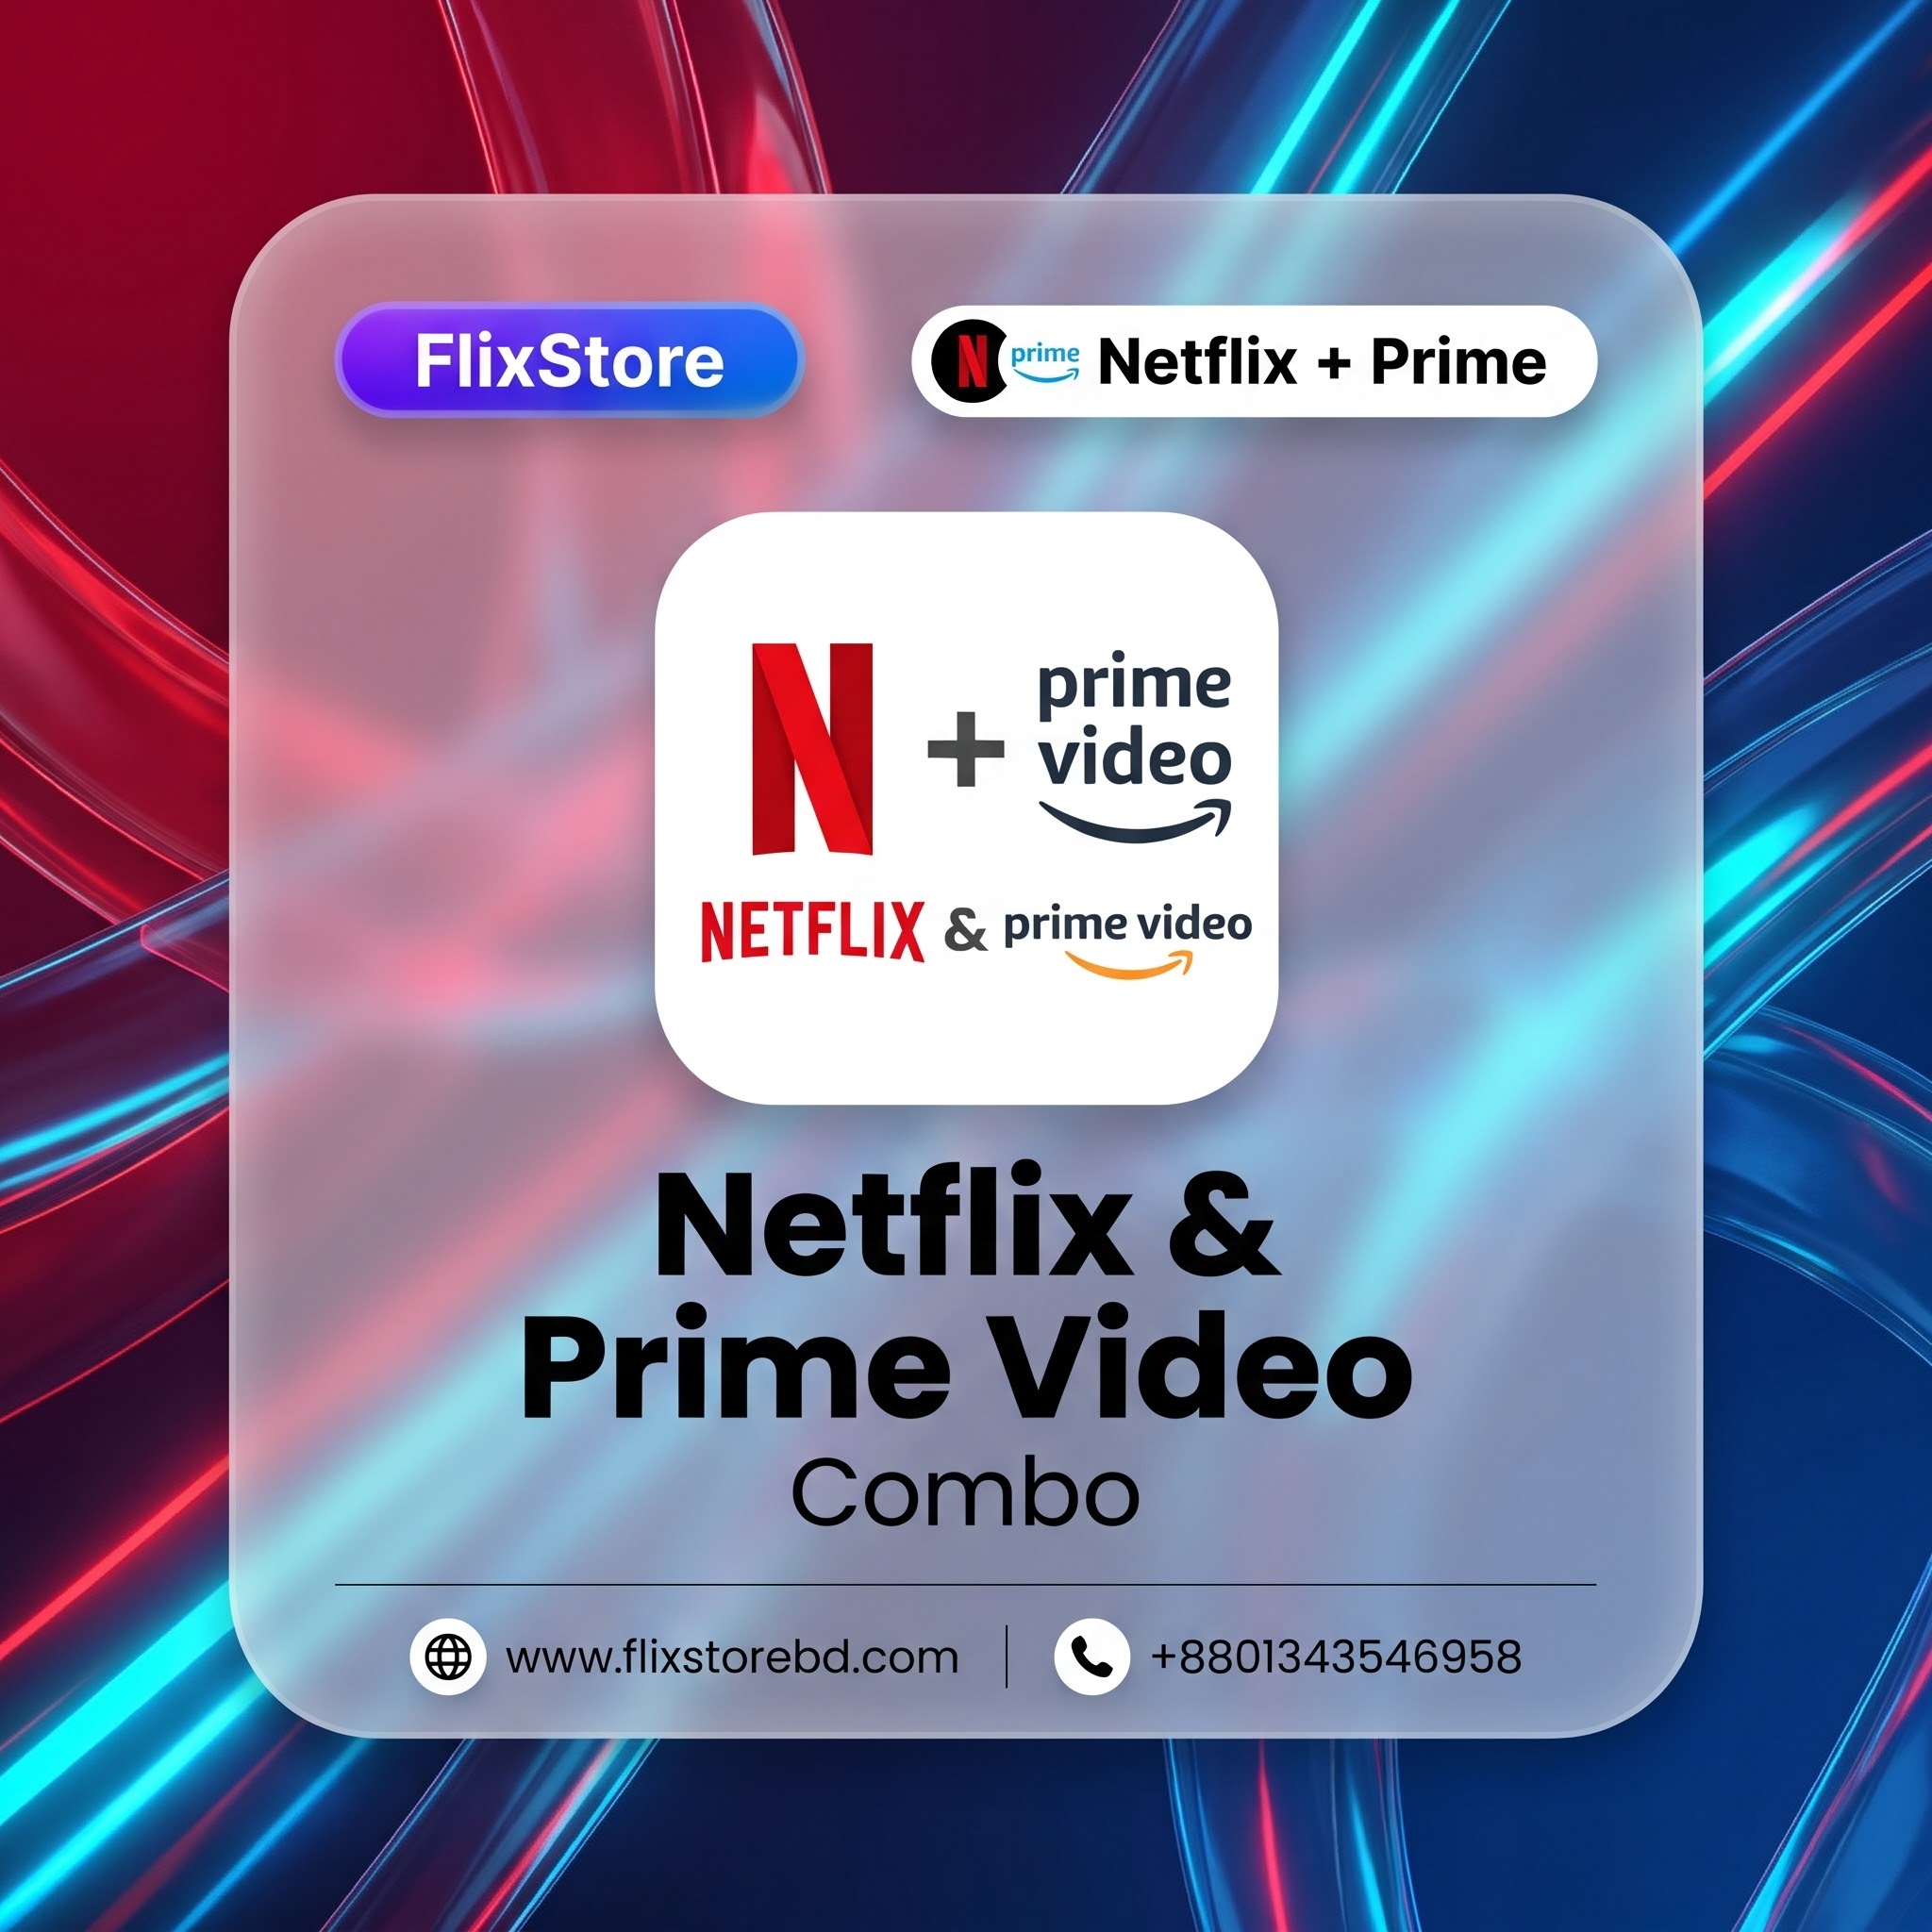 FlixStore
N prime Netflix + Prime
N + prime video
NETFLIX & prime video
Netflix &
Prime Video
Combo
www.flixstorebd.com
+8801343546958